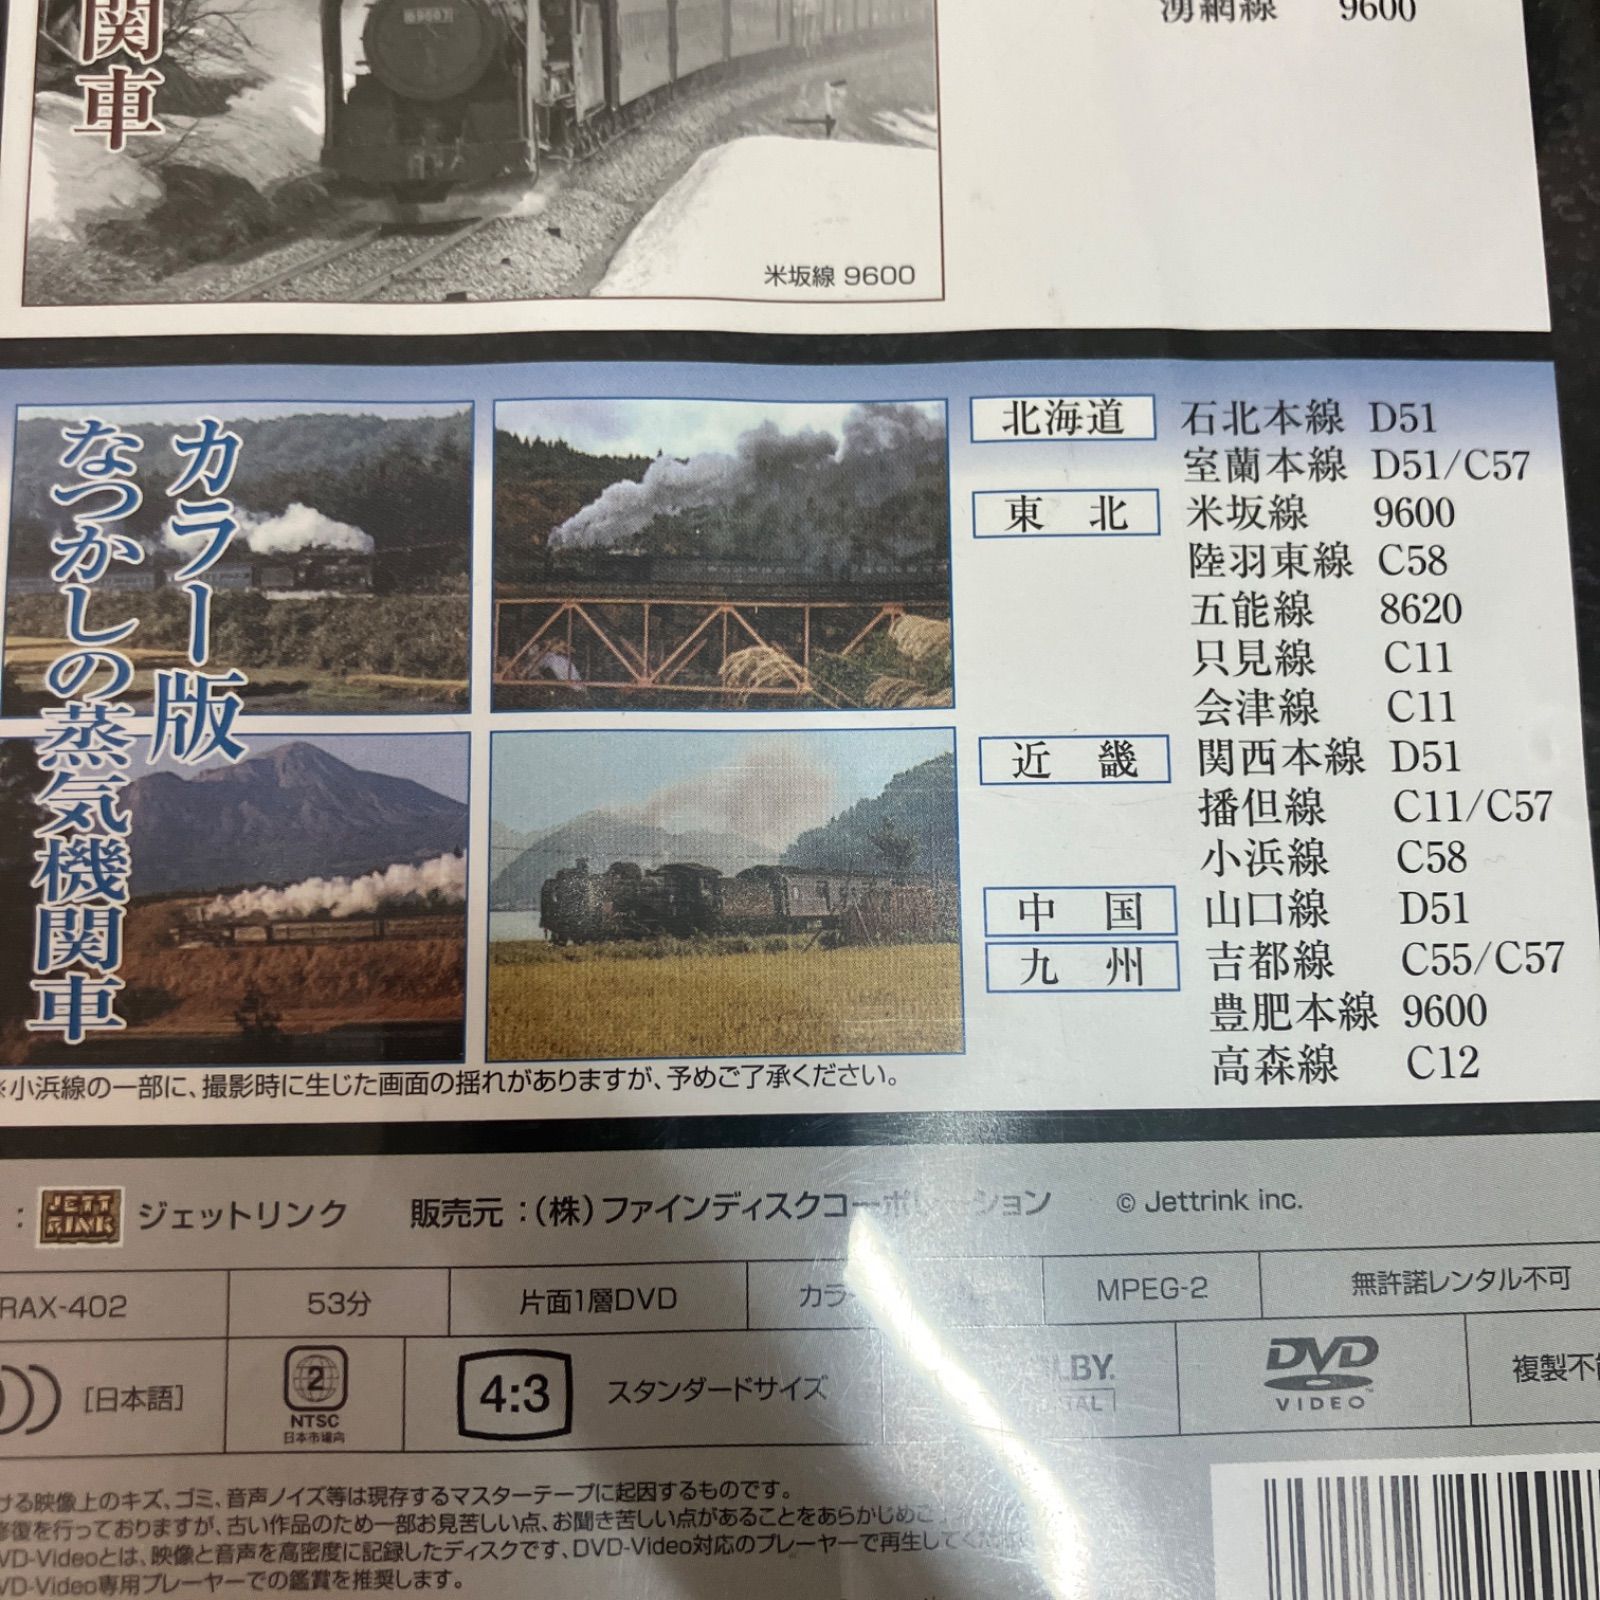 関車
湧網線 9600
米坂線 9600
カラー版
なつかしの蒸気機関車
北海道 石北本線 D51
室蘭本線 D51/C57
東北 米坂線 9600
陸羽東線 C58
五能線 8620
只見線 C11
会津線 C11
近畿 関西本線 D51
播但線 C11/C57
小浜線 C58
中国 山口線 D51
九州 吉都線 C55/C57
豊肥本線 9600
高森線 C12
※小浜線の一部に、撮影時に生じた画面の揺れがありますが、予めご了承ください。
: JETT RINK ジェットリンク 販売元:(株)ファインディスクコーポレーション © Jettrink inc.
RAX-402 53分 片面1層DVD カラー MPEG-2 無許諾レンタル不可
[日本語] 2 NTSC 日本市場向 4:3 スタンダードサイズ LBY. TAL DVD VIDEO 複製不
ける映像上のキズ、ゴミ、音声ノイズ等は現存するマスターテープに起因するものです。
修復を行っておりますが、古い作品のため一部お見苦しい点、お聞き苦しい点があることをあらかじめご
VD-Videoとは、映像と音声を高密度に記録したディスクです、DVD-Video対応のプレーヤーで再生してく
VD-Video専用プレーヤーでの鑑賞を推奨します。